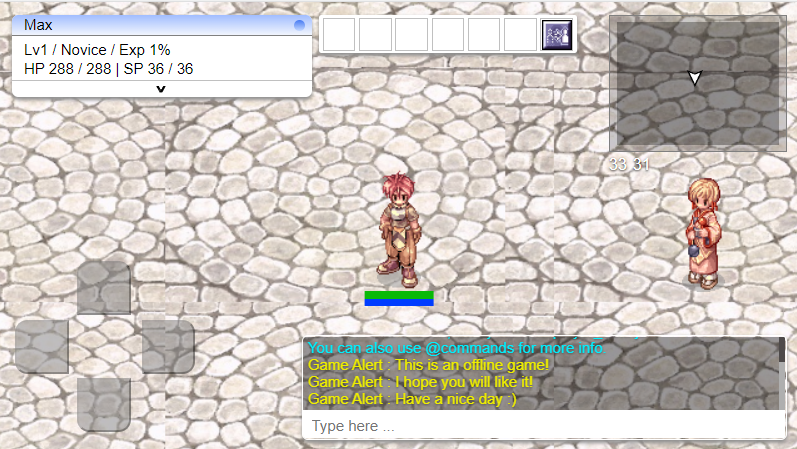 Max
Lv1 / Novice / Exp 1%
HP 288 / 288 | SP 36 / 36
33 31
You can also use @commands for more info.
Game Alert : This is an offline game!
Game Alert : I hope you will like it!
Game Alert : Have a nice day :)
Type here ...